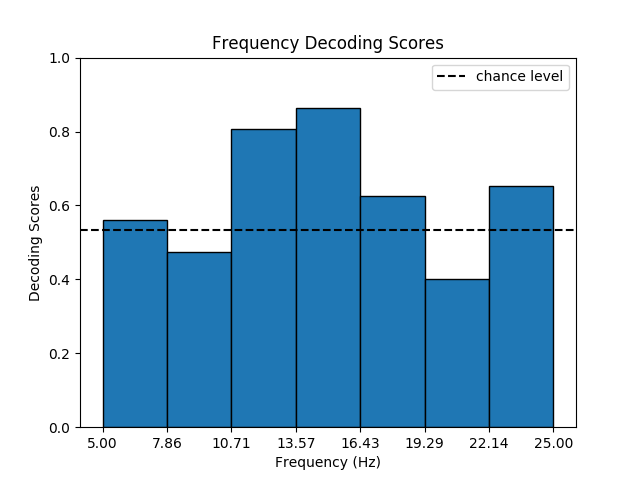 Frequency Decoding Scores
chance level
1.0
0.8
0.6
0.4
0.2
0.0
Decoding Scores
5.00 7.86 10.71 13.57 16.43 19.29 22.14 25.00
Frequency (Hz)